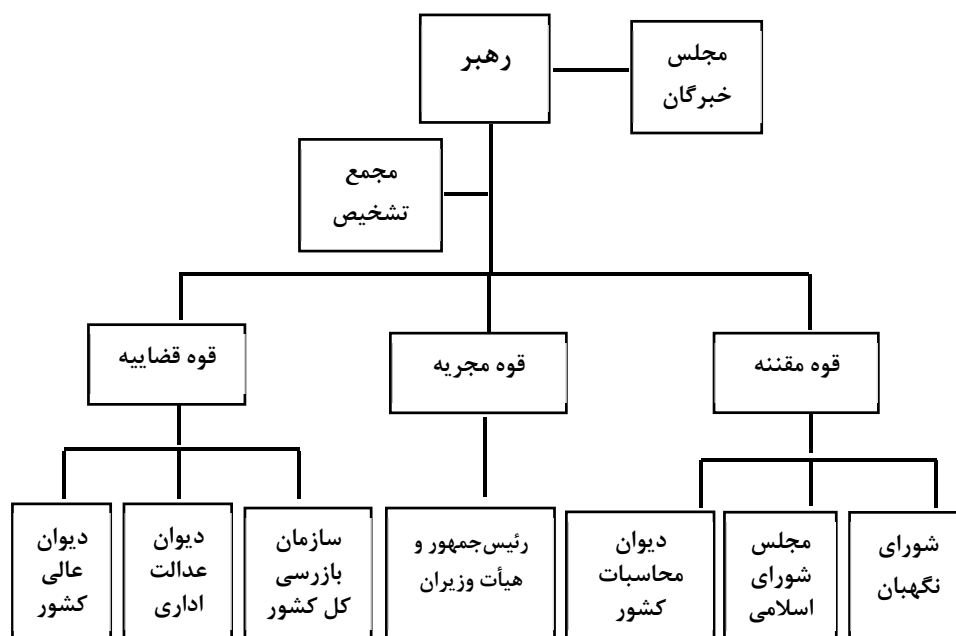 رهبر
مجلس
خبرگان
مجمع
تشخیص
قوه مقننه
قوه مجریه
قوه قضاییه
شورای
نگهبان
مجلس
شورای
اسلامی
دیوان
محاسبات
کشور
رئیس‌جمهور و
هیأت وزیران
سازمان
بازرسی
کل کشور
دیوان
عدالت
اداری
دیوان
عالی
کشور